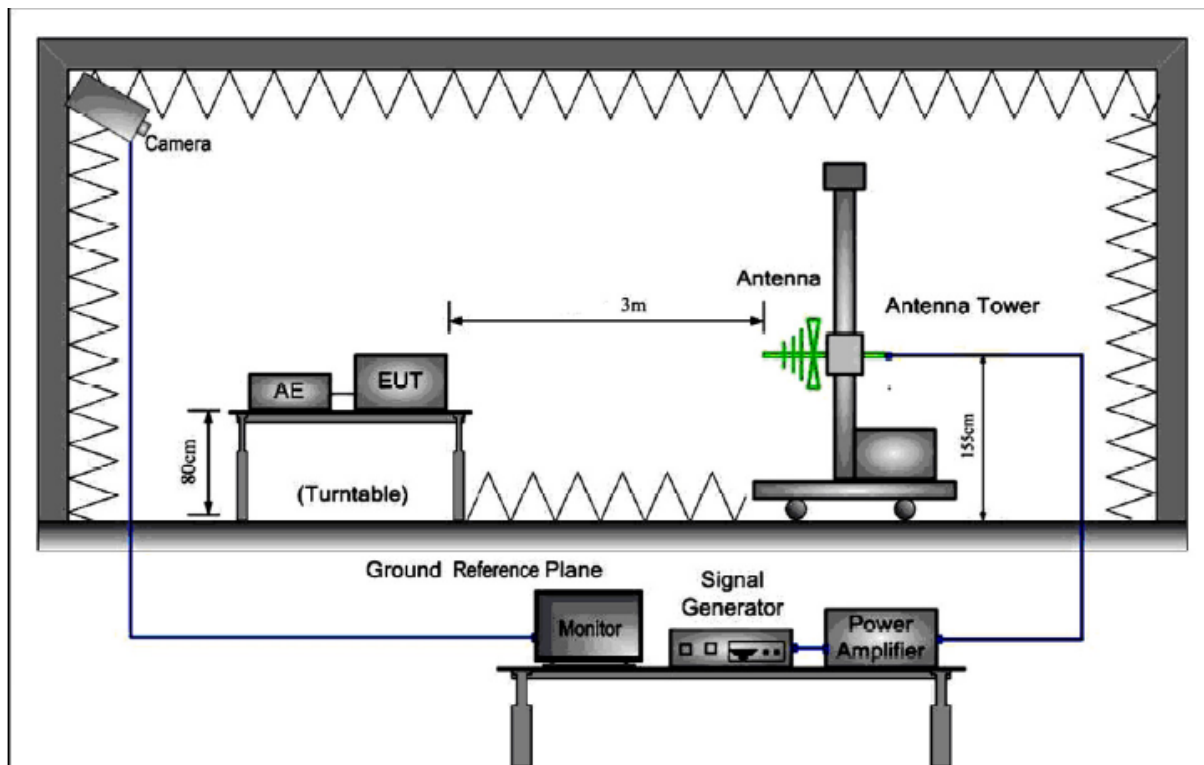 Camera
Antenna
3m
Antenna Tower
AE
EUT
80cm
(Turntable)
155cm
Ground Reference Plane
Signal
Generator
Monitor
Power
Amplifier